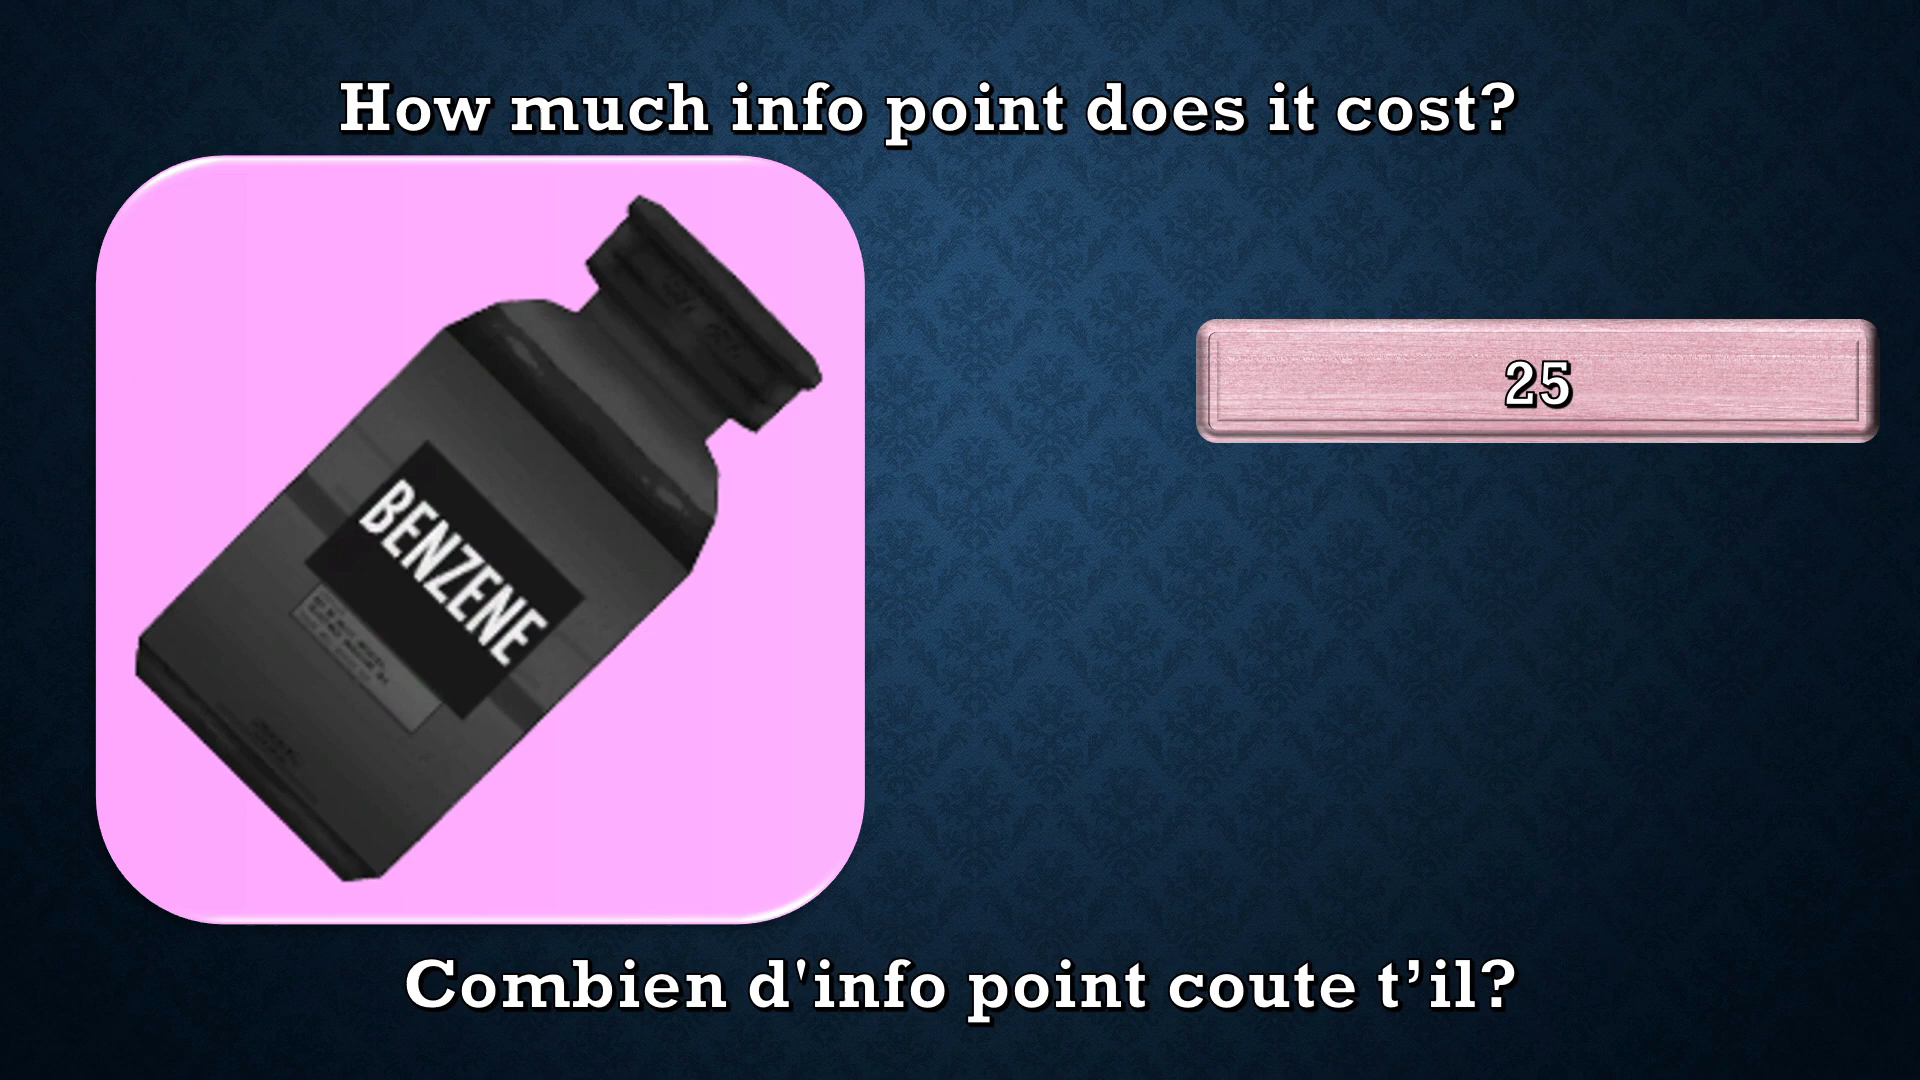 How much info point does it cost?
25
BENZENE
Combien d'info point coute t’il?